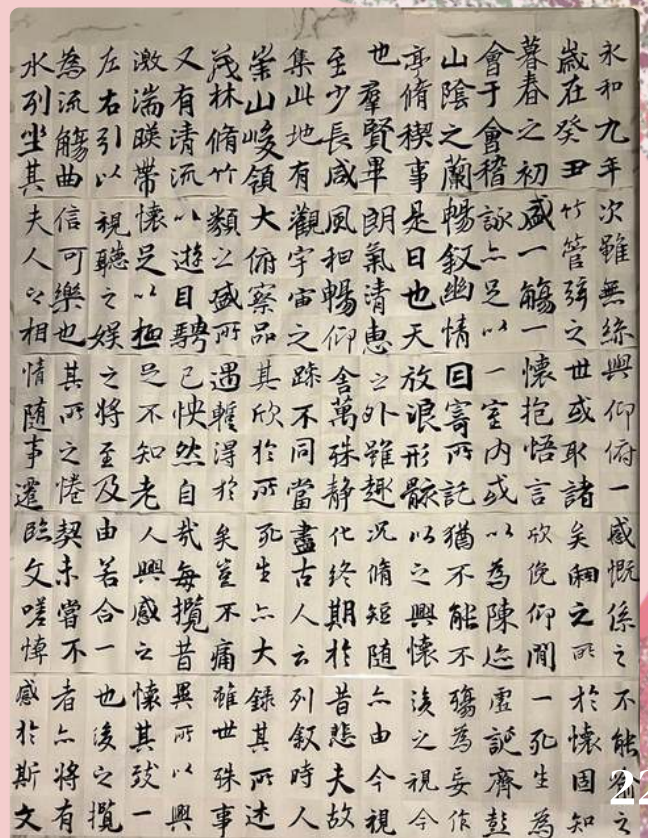 永和九年
歲在癸丑
暮春之初
會于會稽
山陰之蘭
亭脩禊事
也羣賢畢
至少長咸
集此地有
崇山峻領
茂林脩竹
又有清流
激湍暎帶
左右引以
為流觴曲
水列坐其
次雖無絲
竹管弦之
盛一觴一
詠亦足以
暢叙幽情
是日也天
朗氣清惠
風和暢仰
觀宇宙之
大俯察品
類之盛所
以遊目騁
懷足以極
視聽之娱
信可樂也
夫人之相
與仰俯一
世或取諸
懷抱悟言
一室内或
因寄所託
放浪形骸
之外雖趣
舍萬殊静
躁不同當
其欣於所
遇蹔得於
己怏然自
足不知老
之將至及
其所之惓
情随事遷
感慨係之
矣向之所
欣俛仰間
以為陳迹
猶不能不
以之興懷
况脩短随
化終期於
盡古人云
死生亦大
矣豈不痛
哉每攬昔
人興感之
由若合一
契未嘗不
臨文嗟悼
不能喻之
於懷固知
一死生為
虛誕齊彭
殤為妄作
後之視今
亦由今視
昔悲夫故
列叙時人
録其所述
雖世殊事
異所以興
懷其致一
也後之攬
者亦將有
感於斯文